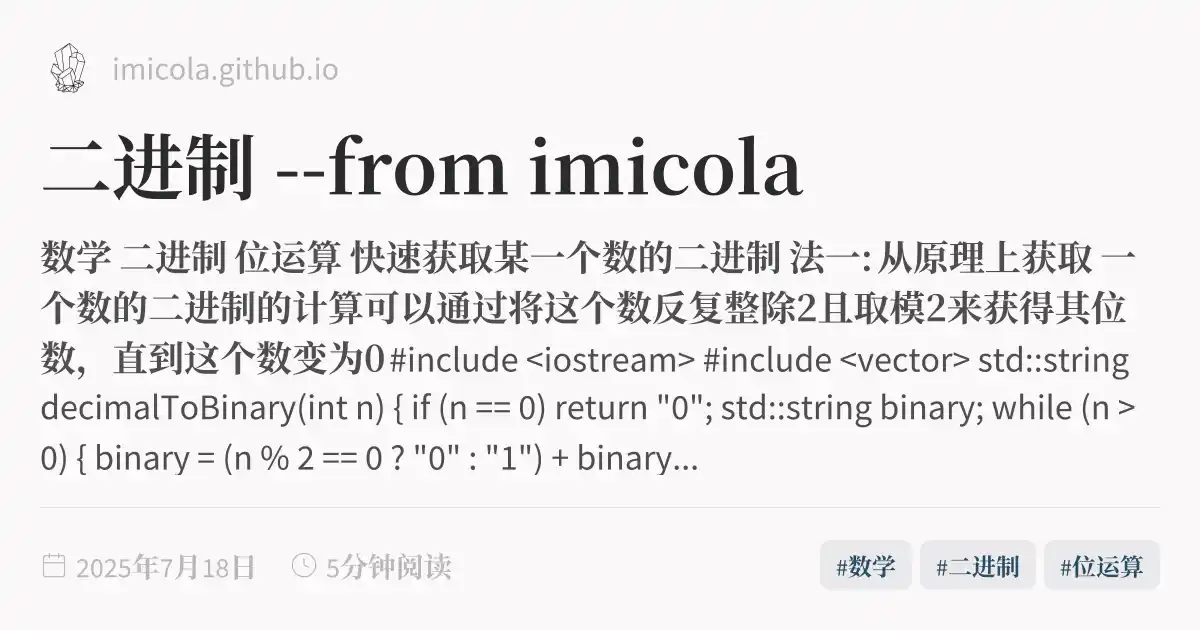 imicola.github.io
二进制 --from imicola
数学 二进制 位运算 快速获取某一个数的二进制 法一: 从原理上获取 一
个数的二进制的计算可以通过将这个数反复整除2且取模2来获得其位
数，直到这个数变为0 #include <iostream> #include <vector> std::string
decimalToBinary(int n) { if (n == 0) return "0"; std::string binary; while (n >
0) { binary = (n % 2 == 0 ? "0" : "1") + binary...
2025年7月18日 5分钟阅读 #数学 #二进制 #位运算